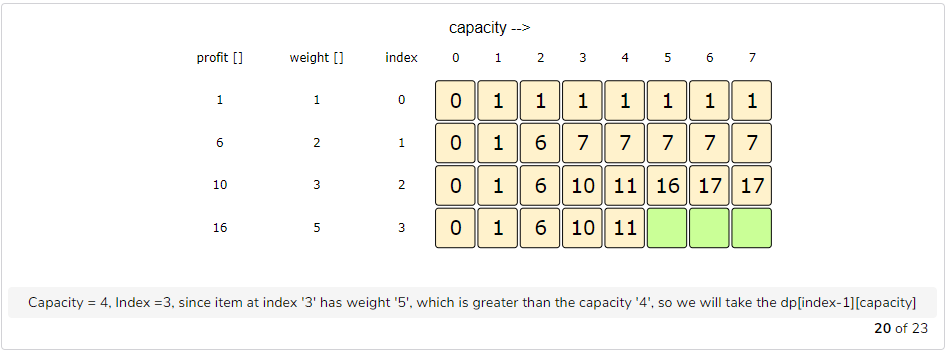 capacity -->
profit [] weight [] index 0 1 2 3 4 5 6 7
1 1 0 0 1 1 1 1 1 1 1
6 2 1 0 1 6 7 7 7 7 7
10 3 2 0 1 6 10 11 16 17 17
16 5 3 0 1 6 10 11
Capacity = 4, Index =3, since item at index '3' has weight '5', which is greater than the capacity '4', so we will take the dp[index-1][capacity]
20 of 23